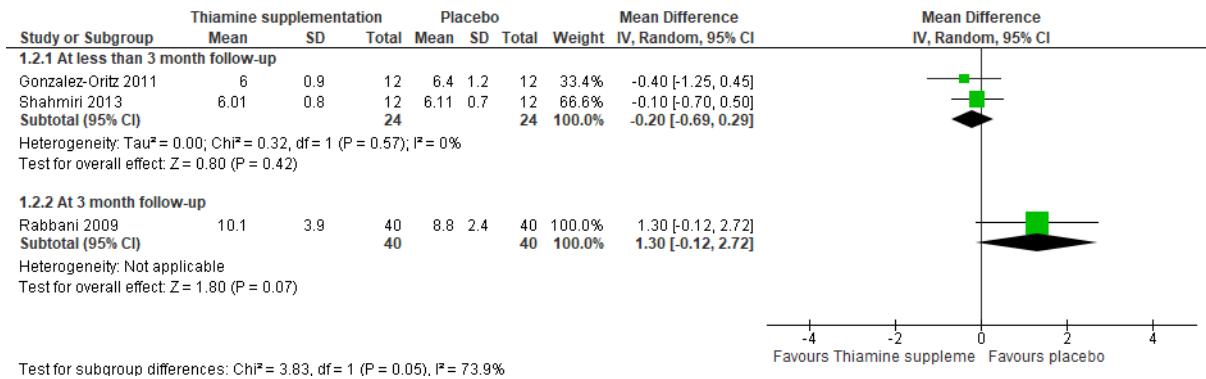 Thiamine supplementation Placebo Mean Difference Mean Difference
Study or Subgroup Mean SD Total Mean SD Total Weight IV, Random, 95% CI IV, Random, 95% CI
1.2.1 At less than 3 month follow-up
Gonzalez-Oritz 2011 6 0.9 12 6.4 1.2 12 33.4% -0.40 [-1.25, 0.45]
Shahmiri 2013 6.01 0.8 12 6.11 0.7 12 66.6% -0.10 [-0.70, 0.50]
Subtotal (95% CI) 24 24 100.0% -0.20 [-0.69, 0.29]
Heterogeneity: Tau² = 0.00; Chi² = 0.32, df = 1 (P = 0.57); I² = 0%
Test for overall effect: Z = 0.80 (P = 0.42)
1.2.2 At 3 month follow-up
Rabbani 2009 10.1 3.9 40 8.8 2.4 40 100.0% 1.30 [-0.12, 2.72]
Subtotal (95% CI) 40 40 100.0% 1.30 [-0.12, 2.72]
Heterogeneity: Not applicable
Test for overall effect: Z = 1.80 (P = 0.07)
-4 -2 0 2 4
Favours Thiamine suppleme Favours placebo
Test for subgroup differences: Chi² = 3.83, df = 1 (P = 0.05), I² = 73.9%